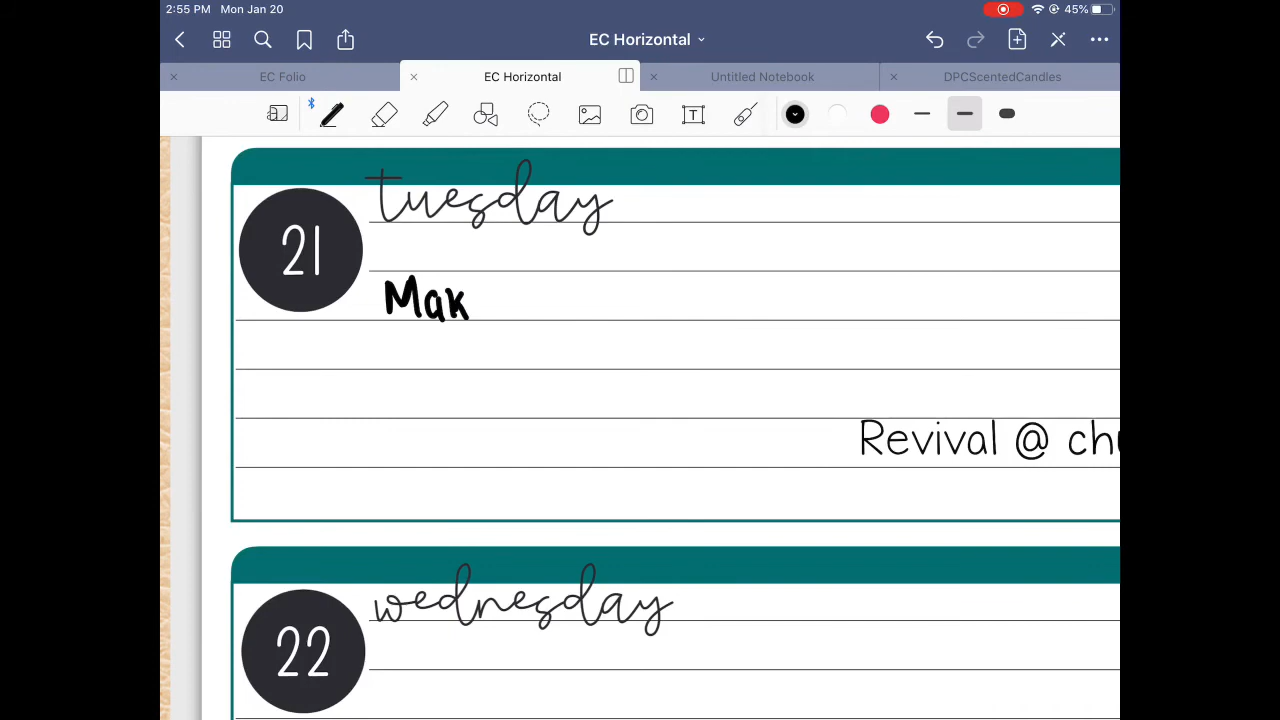 2:55 PM Mon Jan 20 45%
EC Horizontal
EC Folio EC Horizontal Untitled Notebook DPCScentedCandles
T
tuesday
21
Mak
Revival @ chu
wednesday
22